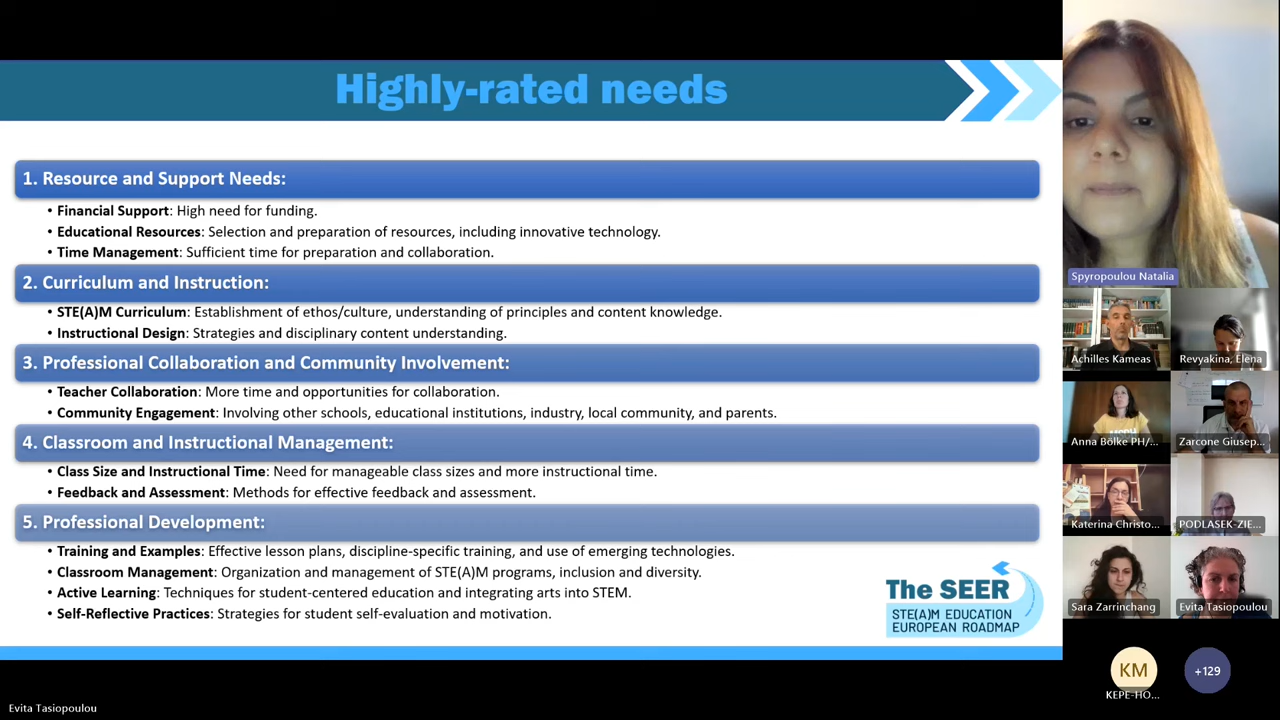 Highly-rated needs
1. Resource and Support Needs:
• Financial Support: High need for funding.
• Educational Resources: Selection and preparation of resources, including innovative technology.
• Time Management: Sufficient time for preparation and collaboration.
2. Curriculum and Instruction:
• STE(A)M Curriculum: Establishment of ethos/culture, understanding of principles and content knowledge.
• Instructional Design: Strategies and disciplinary content understanding.
3. Professional Collaboration and Community Involvement:
• Teacher Collaboration: More time and opportunities for collaboration.
• Community Engagement: Involving other schools, educational institutions, industry, local community, and parents.
4. Classroom and Instructional Management:
• Class Size and Instructional Time: Need for manageable class sizes and more instructional time.
• Feedback and Assessment: Methods for effective feedback and assessment.
5. Professional Development:
• Training and Examples: Effective lesson plans, discipline-specific training, and use of emerging technologies.
• Classroom Management: Organization and management of STE(A)M programs, inclusion and diversity.
• Active Learning: Techniques for student-centered education and integrating arts into STEM.
• Self-Reflective Practices: Strategies for student self-evaluation and motivation.
The SEER
STE(A)M EDUCATION
EUROPEAN ROADMAP
Spyropoulou Natalia
Achilles Kameas
Revyakina, Elena
Anna Bölke PH/...
Zarcone Giusep...
Katerina Christo...
PODLASEK-ZIE...
Sara Zarrinchang
Evita Tasiopoulou
KM
+129
KEPE-HO...
Evita Tasiopoulou